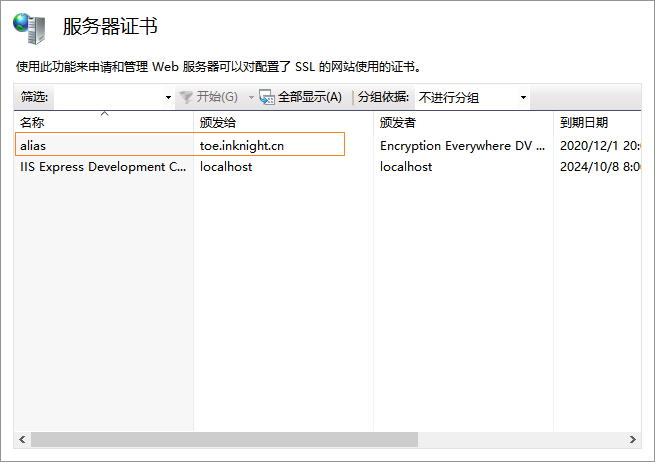 服务器证书
使用此功能来申请和管理 Web 服务器可以对配置了 SSL 的网站使用的证书。
筛选: 开始(G) 全部显示(A) 分组依据: 不进行分组
名称 颁发给 颁发者 到期日期
alias toe.inknight.cn Encryption Everywhere DV ... 2020/12/1 20:
IIS Express Development C... localhost localhost 2024/10/8 8:0